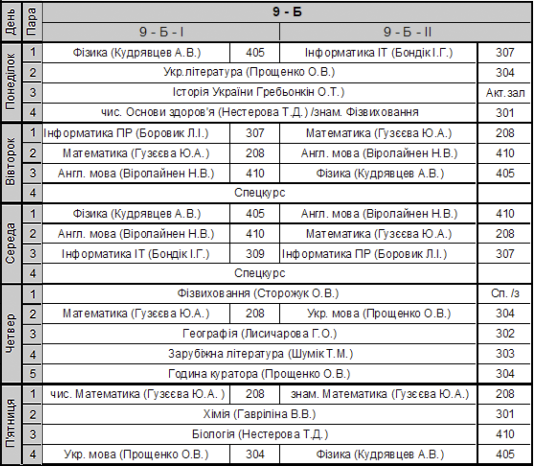 День Пара 9 - Б
9 - Б - І 9 - Б - ІІ
Понеділок
1 Фізика (Кудрявцев А.В.) 405 Інформатика ІТ (Бондік І.Г.) 307
2 Укр.література (Прощенко О.В.) 304
3 Історія України Гребьонкін О.Т.) Акт.зал
4 чис. Основи здоров'я (Нестерова Т.Д.) /знам. Фізвиховання 301
Вівторок
1 Інформатика ПР (Боровик Л.І.) 307 Математика (Гузєєва Ю.А.) 208
2 Математика (Гузєєва Ю.А.) 208 Англ. мова (Віролайнен Н.В.) 410
3 Англ. мова (Віролайнен Н.В.) 410 Фізика (Кудрявцев А.В.) 405
4 Спецкурс
Середа
1 Фізика (Кудрявцев А.В.) 405 Англ. мова (Віролайнен Н.В.) 410
2 Англ. мова (Віролайнен Н.В.) 410 Математика (Гузєєва Ю.А.) 208
3 Інформатика ІТ (Бондік І.Г.) 309 Інформатика ПР (Боровик Л.І.) 307
4 Спецкурс
Четвер
1 Фізвиховання (Сторожук О.В.) Сп. /з
2 Математика (Гузєєва Ю.А.) 208 Укр. мова (Прощенко О.В.) 304
3 Географія (Лисичарова Г.О.) 302
4 Зарубіжна література (Шумік Т.М.) 303
5 Година куратора (Прощенко О.В.) 304
П'ятниця
1 чис. Математика (Гузєєва Ю.А. ) 208 знам. Математика (Гузєєва Ю.А.) 208
2 Хімія (Гавріліна В.В.) 301
3 Біологія (Нестерова Т.Д.) 410
4 Укр. мова (Прощенко О.В.) 304 Фізика (Кудрявцев А.В.) 405